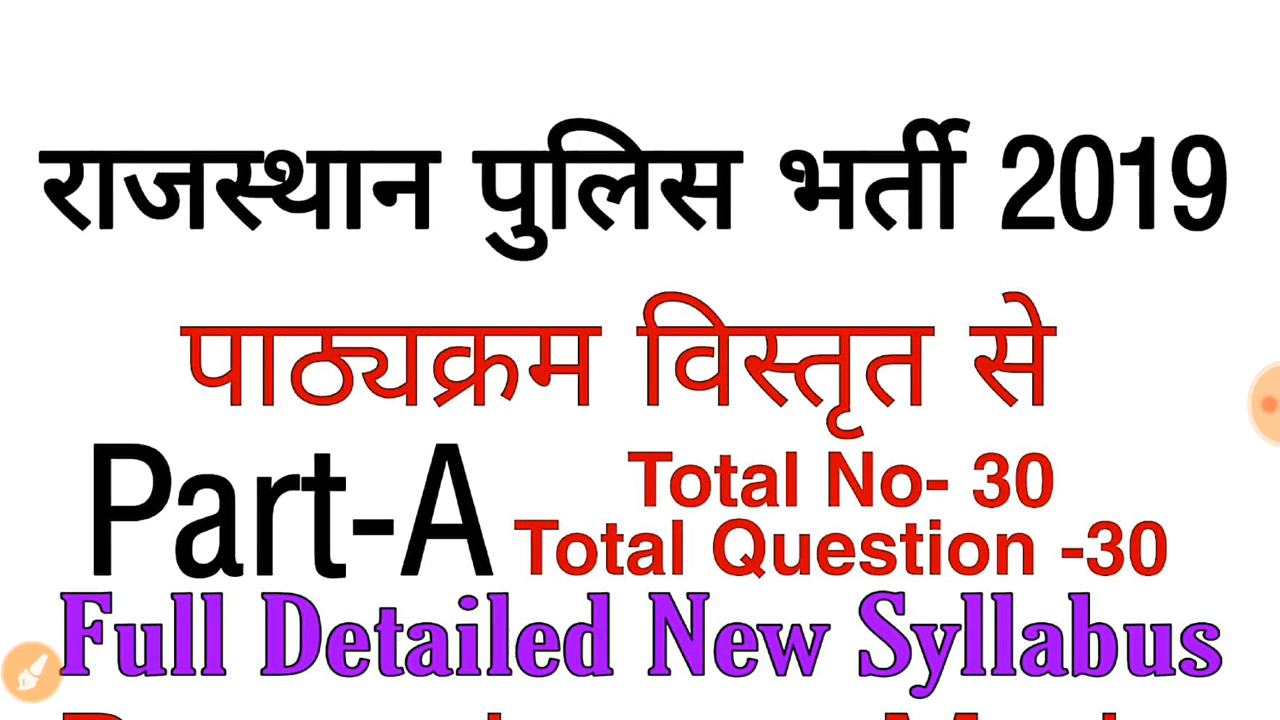 राजस्थान पुलिस भर्ती 2019
पाठ्यक्रम विस्तृत से
Part-A
Total No- 30
Total Question -30
Full Detailed New Syllabus